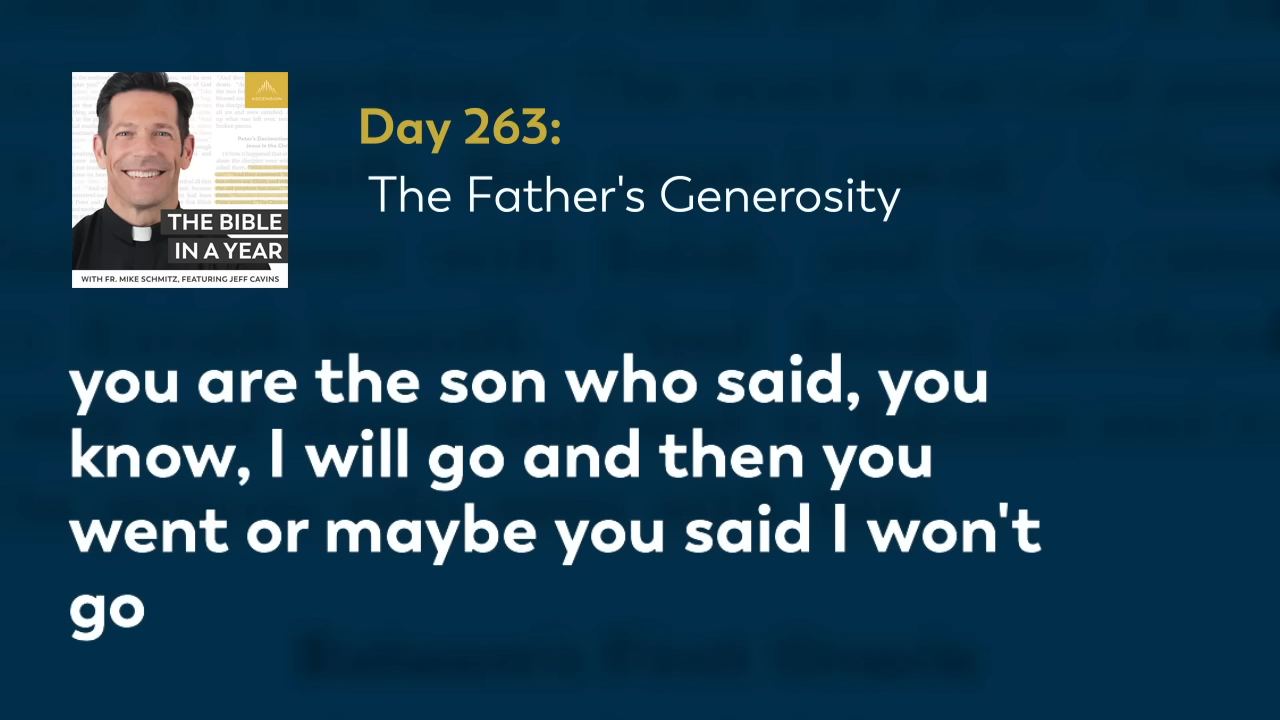 ASCENSION
THE BIBLE
IN A YEAR
WITH FR. MIKE SCHMITZ, FEATURING JEFF CAVINS
Day 263:
The Father's Generosity
you are the son who said, you
know, I will go and then you
went or maybe you said I won't
go